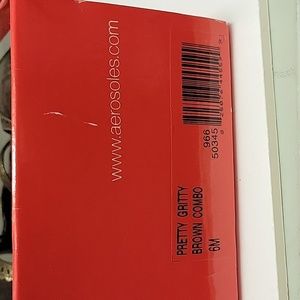 www.aerosoles.com
966
50345
PRETTY GRITTY
BROWN COMBO
6M